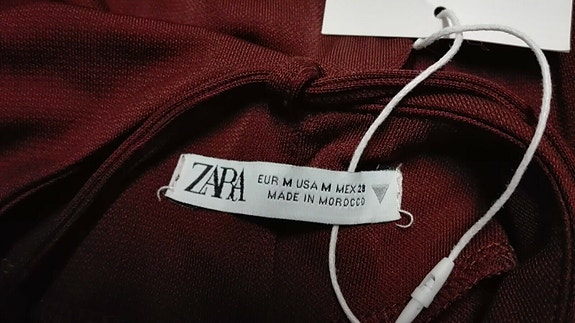 ZARA
EUR M USA M MEX 28
MADE IN MOROCCO